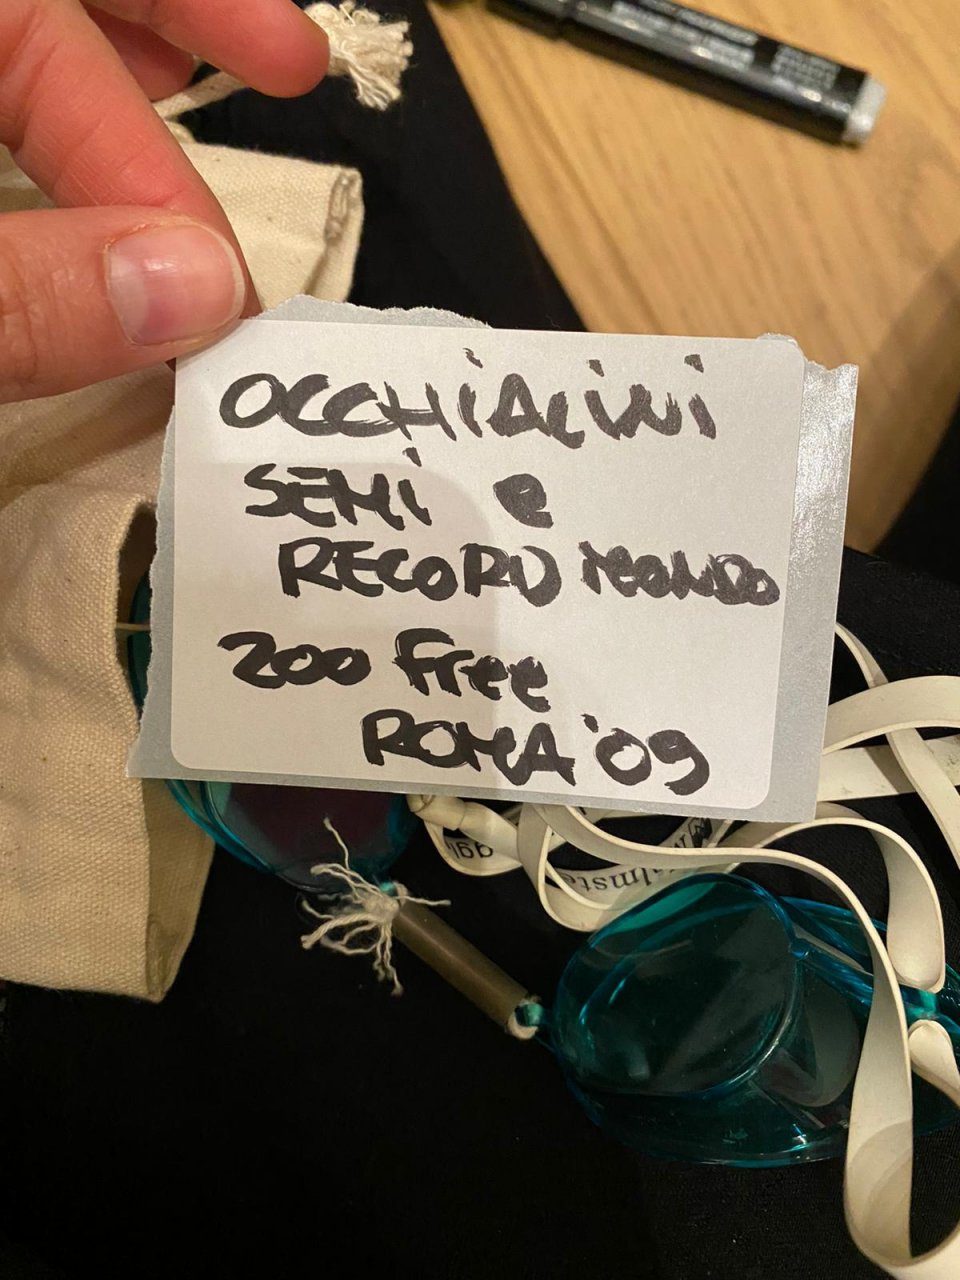 OCCHiALiNi
SEMi e
RECORD MONDO
200 free
ROMA '09